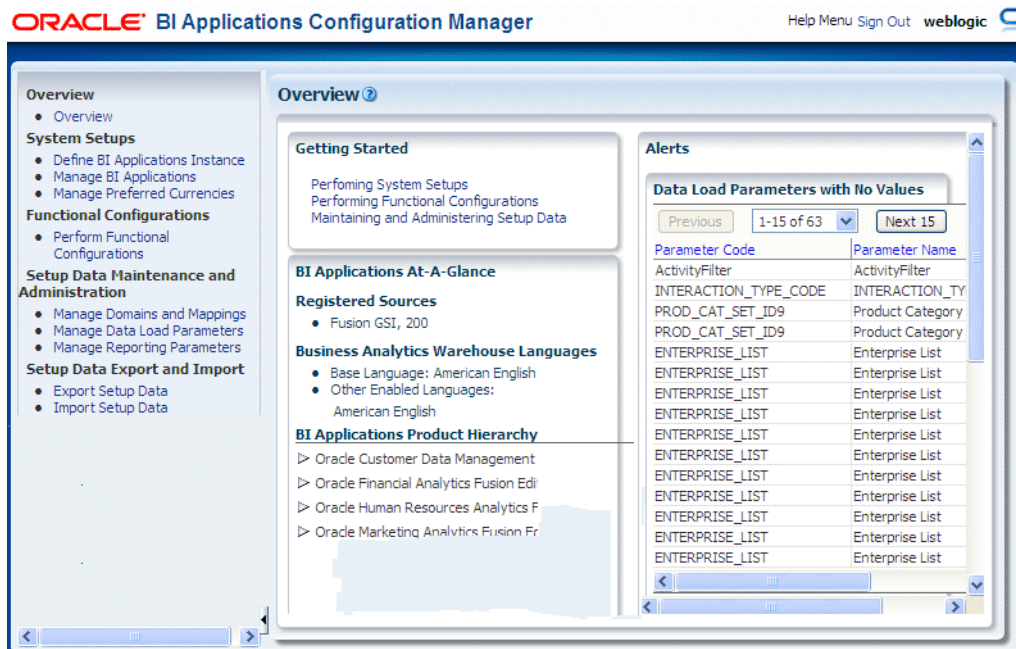 ORACLE BI Applications Configuration Manager
Help Menu Sign Out weblogic
Overview
Overview
System Setups
Define BI Applications Instance
Manage BI Applications
Manage Preferred Currencies
Functional Configurations
Perform Functional
Configurations
Setup Data Maintenance and
Administration
Manage Domains and Mappings
Manage Data Load Parameters
Manage Reporting Parameters
Setup Data Export and Import
Export Setup Data
Import Setup Data
Overview ?
Getting Started
Perfoming System Setups
Performing Functional Configurations
Maintaining and Administering Setup Data
BI Applications At-A-Glance
Registered Sources
Fusion GSI, 200
Business Analytics Warehouse Languages
Base Language: American English
Other Enabled Languages:
American English
BI Applications Product Hierarchy
Oracle Customer Data Management
Oracle Financial Analytics Fusion Edi
Oracle Human Resources Analytics F
Oracle Marketing Analytics Fusion
Alerts
Data Load Parameters with No Values
Previous 1-15 of 63 Next 15
Parameter Code Parameter Name
ActivityFilter ActivityFilter
INTERACTION_TYPE_CODE INTERACTION_TY
PROD_CAT_SET_ID9 Product Category
PROD_CAT_SET_ID9 Product Category
ENTERPRISE_LIST Enterprise List
ENTERPRISE_LIST Enterprise List
ENTERPRISE_LIST Enterprise List
ENTERPRISE_LIST Enterprise List
ENTERPRISE_LIST Enterprise List
ENTERPRISE_LIST Enterprise List
ENTERPRISE_LIST Enterprise List
ENTERPRISE_LIST Enterprise List
ENTERPRISE_LIST Enterprise List
ENTERPRISE_LIST Enterprise List
ENTERPRISE_LIST Enterprise List